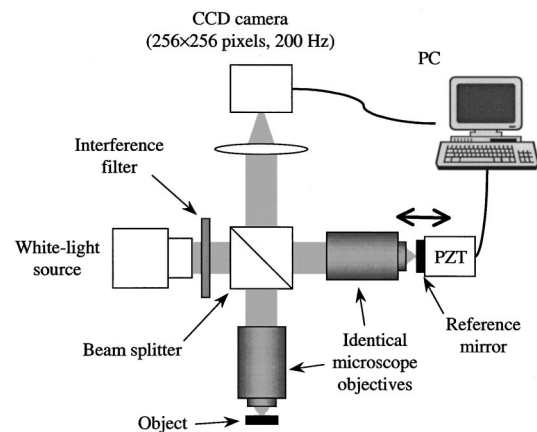 CCD camera
(256×256 pixels, 200 Hz)
PC
Interference
filter
White-light
source
PZT
Beam splitter
Identical
microscope
objectives
Reference
mirror
Object